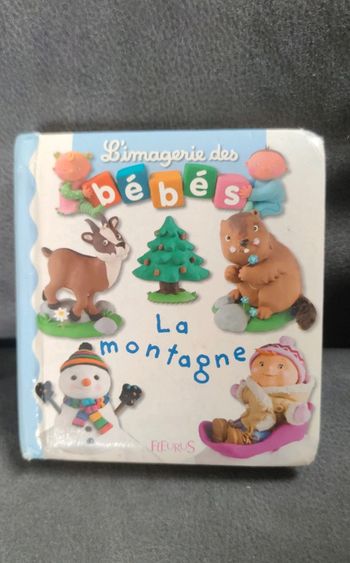 L'imagerie des
bébés
La
montagne
FLEURUS